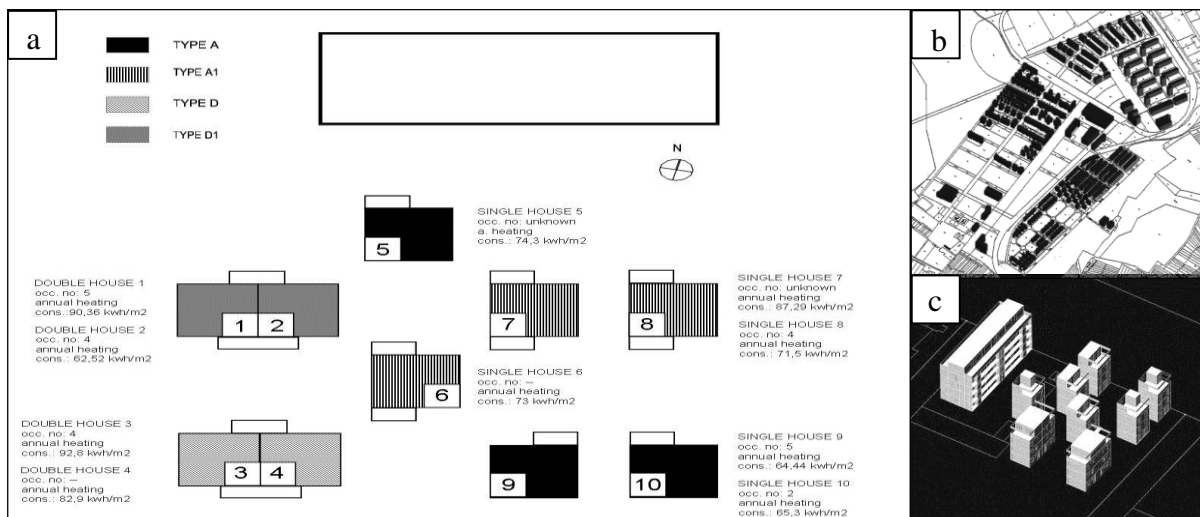 a
TYPE A
TYPE A1
TYPE D
TYPE D1
N
SINGLE HOUSE 5
occ. no: unknown
a. heating
cons.: 74,3 kwh/m2
5
DOUBLE HOUSE 1
occ. no: 5
annual heating
cons.:90,36 kwh/m2
DOUBLE HOUSE 2
occ. no: 4
annual heating
cons.: 62,52 kwh/m2
1 2
7
8
SINGLE HOUSE 7
occ. no: unknown
annual heating
cons.: 87,29 kwh/m2
SINGLE HOUSE 8
occ. no: 4
annual heating
cons.: 71,5 kwh/m2
6
SINGLE HOUSE 6
occ. no: –
annual heating
cons.: 73 kwh/m2
DOUBLE HOUSE 3
occ. no: 4
annual heating
cons.: 92,8 kwh/m2
DOUBLE HOUSE 4
occ. no: –
annual heating
cons.: 82,9 kwh/m2
3 4
9
10
SINGLE HOUSE 9
occ. no: 5
annual heating
cons.: 64,44 kwh/m2
SINGLE HOUSE 10
occ. no: 2
annual heating
cons.: 65,3 kwh/m2
b
c